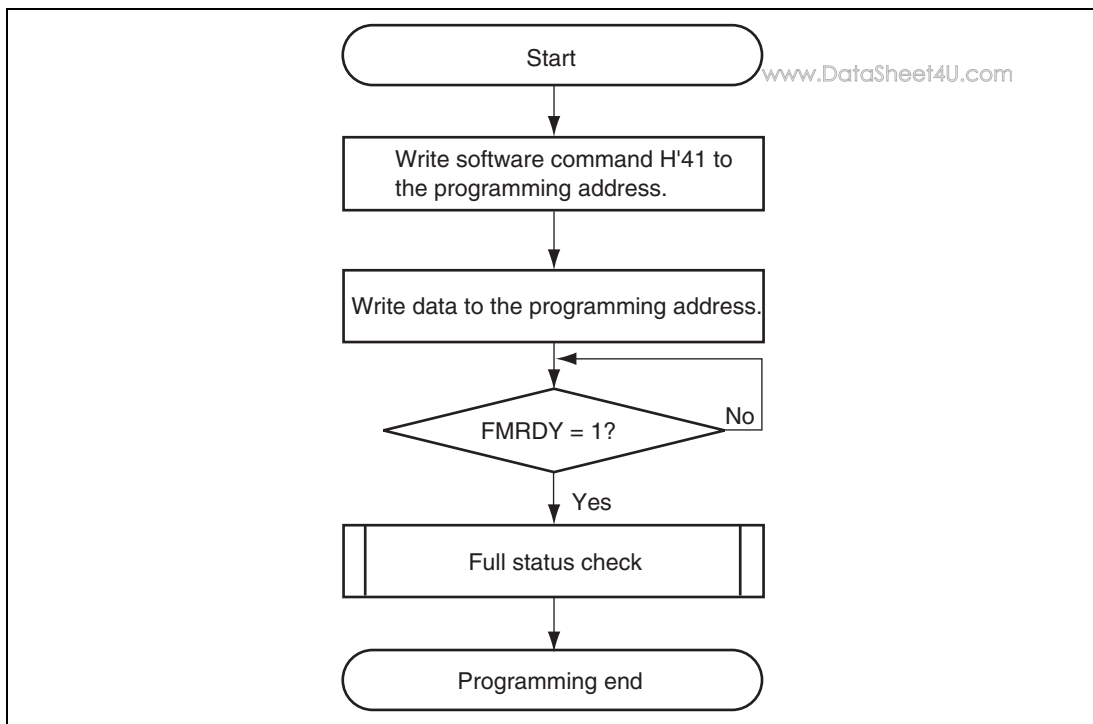 Start
www.DataSheet4U.com
Write software command H'41 to
the programming address.
Write data to the programming address.
FMRDY = 1?
No
Yes
Full status check
Programming end